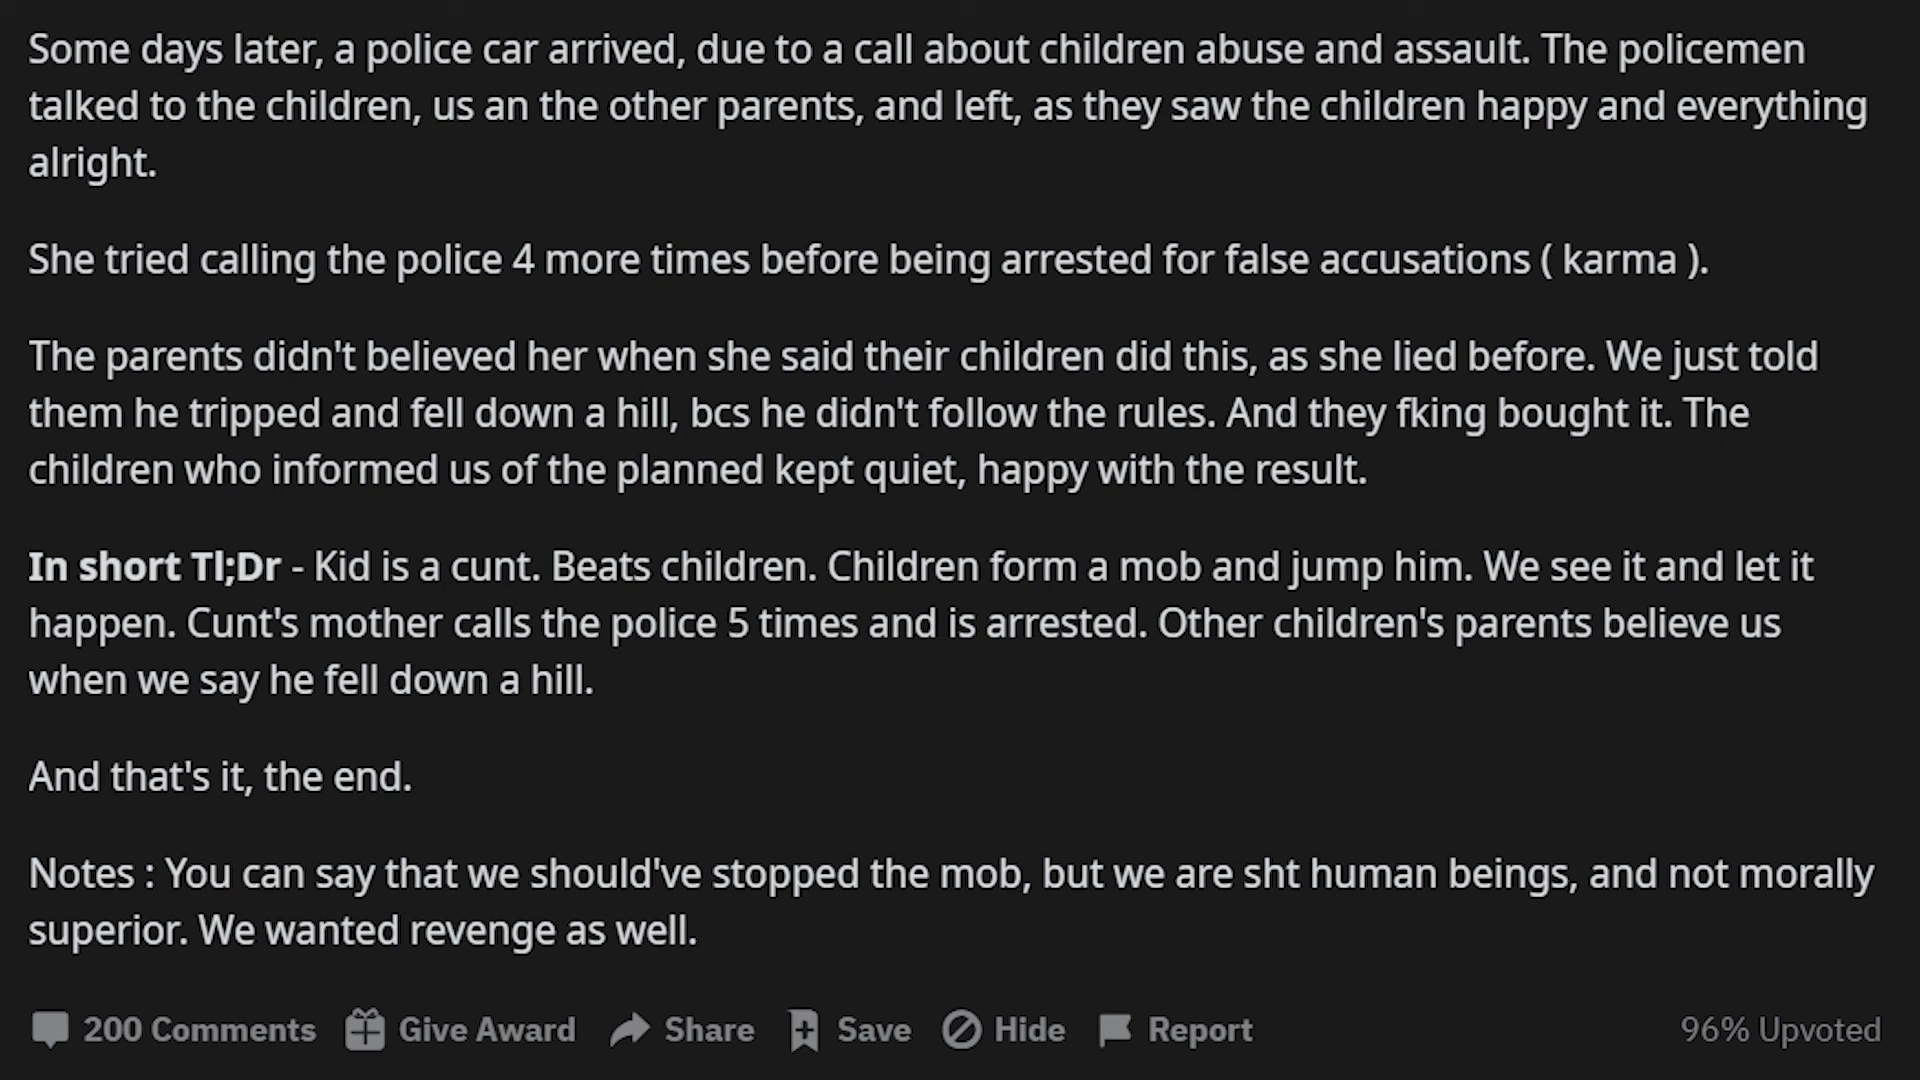 Some days later, a police car arrived, due to a call about children abuse and assault. The policemen
talked to the children, us an the other parents, and left, as they saw the children happy and everything
alright.
She tried calling the police 4 more times before being arrested for false accusations ( karma ).
The parents didn't believed her when she said their children did this, as she lied before. We just told
them he tripped and fell down a hill, bcs he didn't follow the rules. And they fking bought it. The
children who informed us of the planned kept quiet, happy with the result.
In short Tl;Dr - Kid is a cunt. Beats children. Children form a mob and jump him. We see it and let it
happen. Cunt's mother calls the police 5 times and is arrested. Other children's parents believe us
when we say he fell down a hill.
And that's it, the end.
Notes : You can say that we should've stopped the mob, but we are sht human beings, and not morally
superior. We wanted revenge as well.
200 Comments Give Award Share Save Hide Report 96% Upvoted